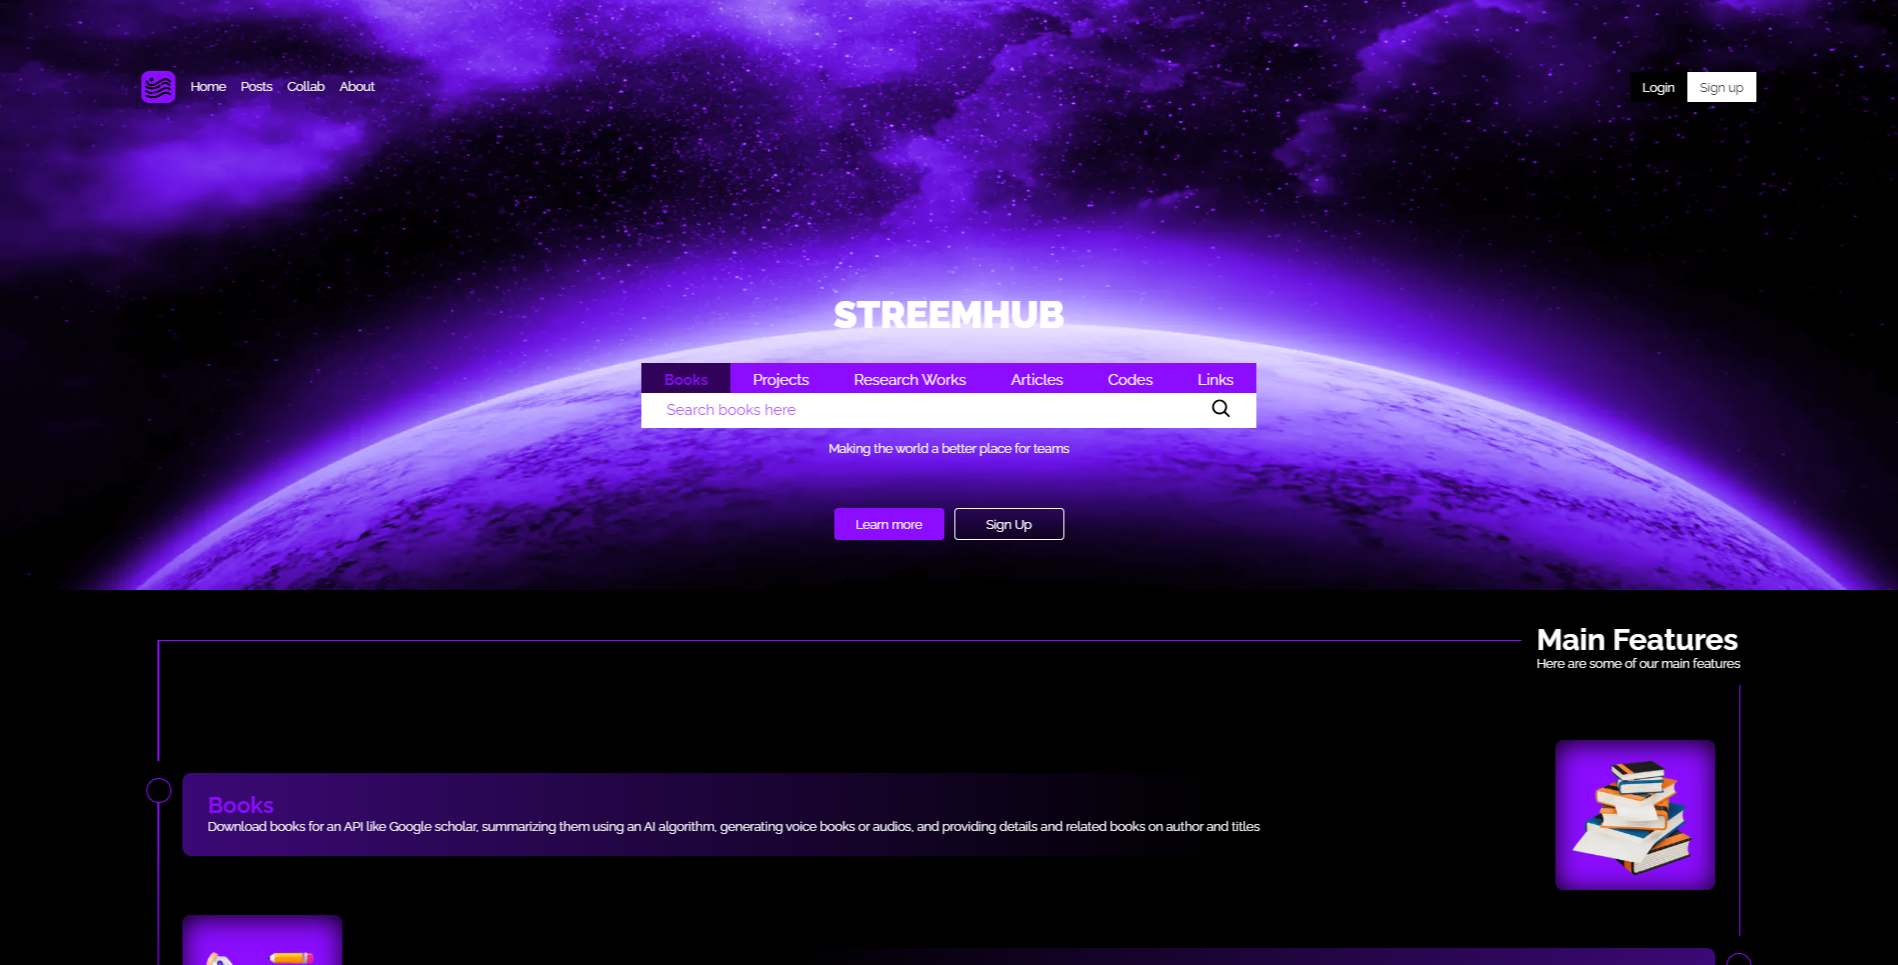 Home Posts Collab About
Login Sign up
STREEMHUB
Books Projects Research Works Articles Codes Links
Search books here
Making the world a better place for teams
Learn more Sign Up
Main Features
Here are some of our main features
Books
Download books for an API like Google scholar, summarizing them using an AI algorithm, generating voice books or audios, and providing details and related books on author and titles